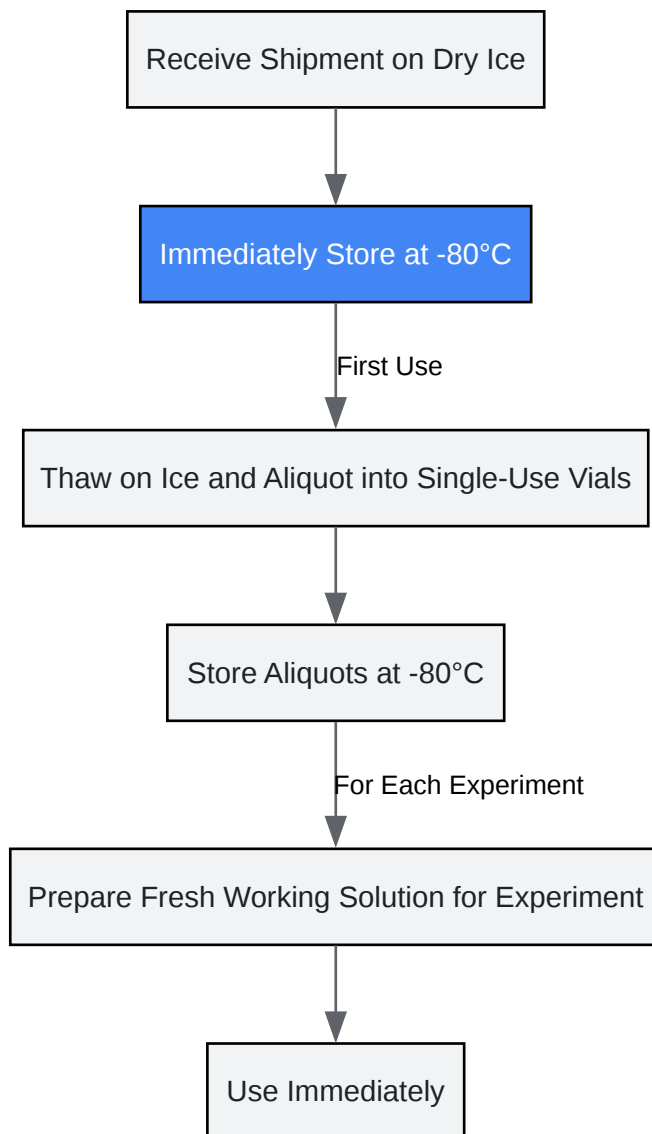 Receive Shipment on Dry Ice
Immediately Store at -80°C
First Use
Thaw on Ice and Aliquot into Single-Use Vials
Store Aliquots at -80°C
For Each Experiment
Prepare Fresh Working Solution for Experiment
Use Immediately